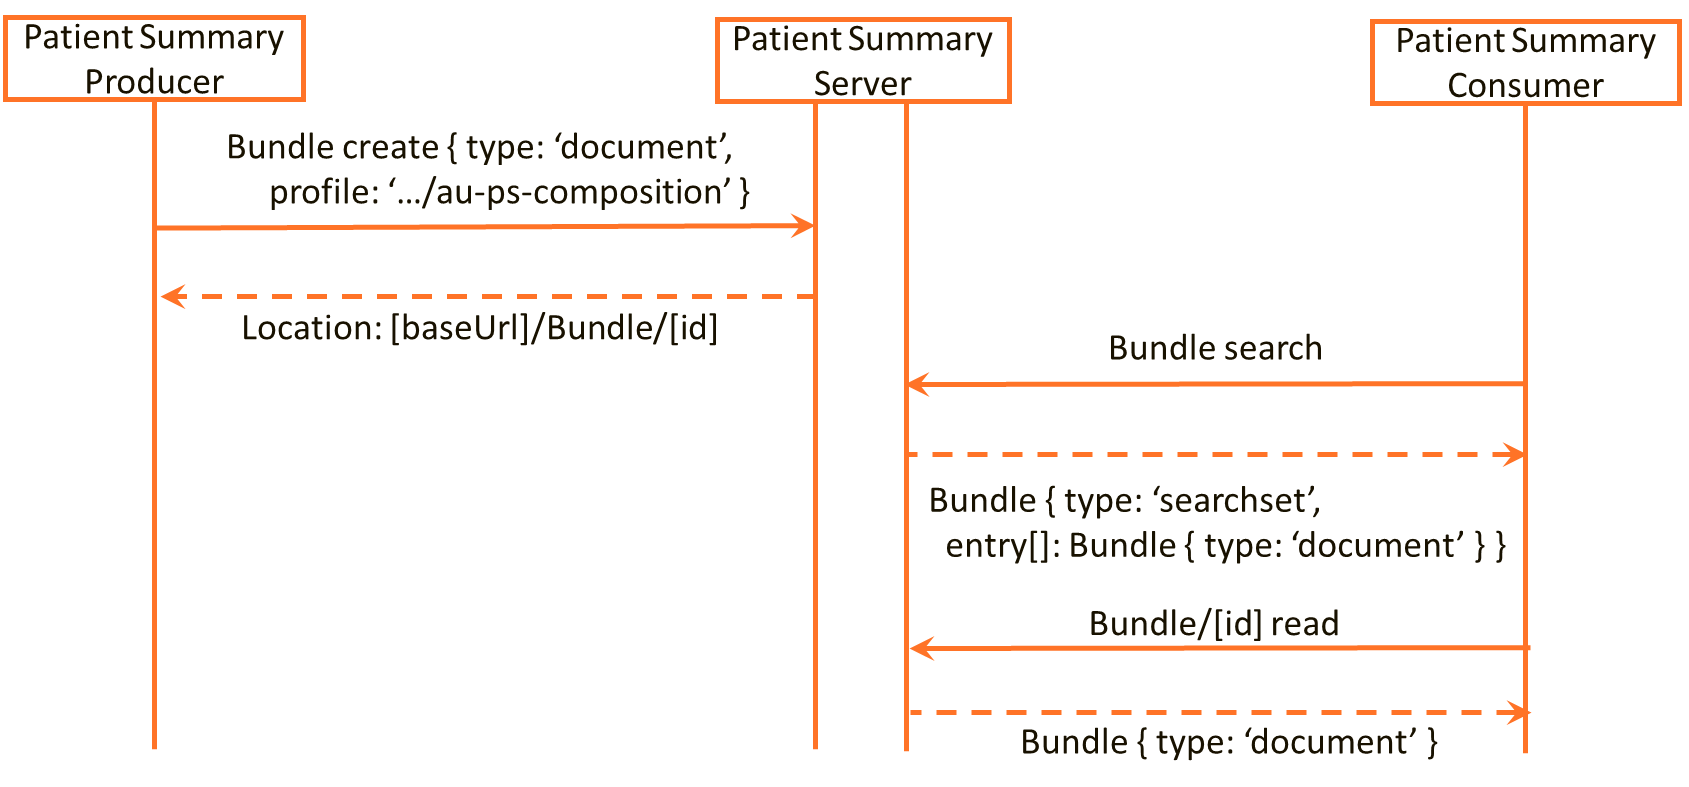 Patient Summary
Producer
Patient Summary
Server
Patient Summary
Consumer
Bundle create { type: ‘document’,
profile: ‘.../au-ps-composition’ }
Location: [baseUrl]/Bundle/[id]
Bundle search
Bundle { type: ‘searchset’,
entry[]: Bundle { type: ‘document’ } }
Bundle/[id] read
Bundle { type: ‘document’ }